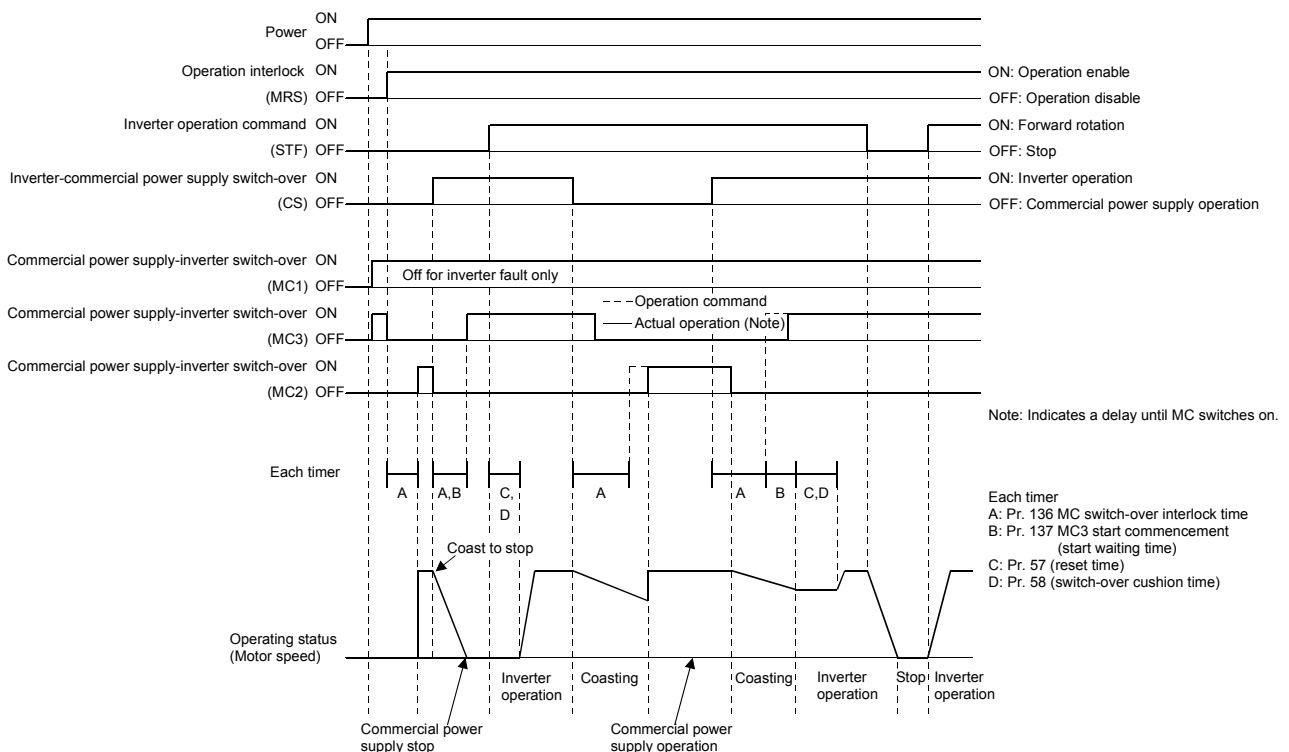 Power ON
OFF
Operation interlock ON
(MRS) OFF
ON: Operation enable
OFF: Operation disable
Inverter operation command ON
(STF) OFF
ON: Forward rotation
OFF: Stop
Inverter-commercial power supply switch-over ON
(CS) OFF
ON: Inverter operation
OFF: Commercial power supply operation
Commercial power supply-inverter switch-over ON
(MC1) OFF
Off for inverter fault only
Commercial power supply-inverter switch-over ON
(MC3) OFF
Operation command
Actual operation (Note)
Commercial power supply-inverter switch-over ON
(MC2) OFF
Note: Indicates a delay until MC switches on.
Each timer
A
A,B
C,
D
A
A
B
C,D
Each timer
A: Pr. 136 MC switch-over interlock time
B: Pr. 137 MC3 start commencement
(start waiting time)
C: Pr. 57 (reset time)
D: Pr. 58 (switch-over cushion time)
Coast to stop
Operating status
(Motor speed)
Inverter
operation
Coasting
Coasting
Inverter
operation
Stop
Inverter
operation
Commercial power
supply stop
Commercial power
supply operation